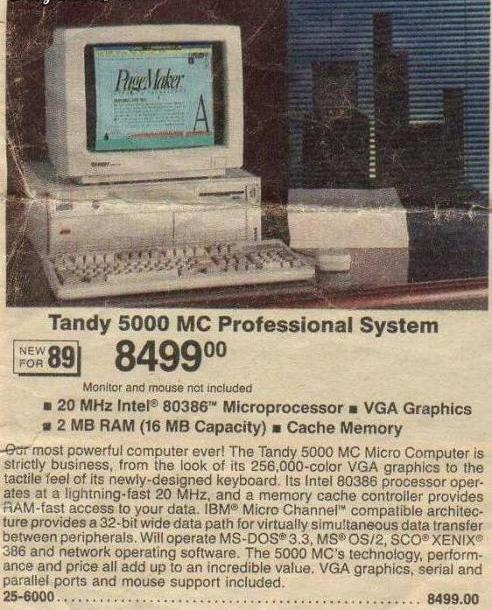 PageMaker
A
Tandy 5000 MC Professional System
NEW FOR 89 8499⁰⁰
Monitor and mouse not included
■ 20 MHz Intel® 80386™ Microprocessor ■ VGA Graphics
■ 2 MB RAM (16 MB Capacity) ■ Cache Memory
Our most powerful computer ever! The Tandy 5000 MC Micro Computer is
strictly business, from the look of its 256,000-color VGA graphics to the
tactile feel of its newly-designed keyboard. Its Intel 80386 processor oper-
ates at a lightning-fast 20 MHz, and a memory cache controller provides
RAM-fast access to your data. IBM® Micro Channel™ compatible architec-
ture provides a 32-bit wide data path for virtually simultaneous data transfer
between peripherals. Will operate MS-DOS® 3.3, MS® OS/2, SCO® XENIX®
386 and network operating software. The 5000 MC's technology, perform-
ance and price all add up to an incredible value. VGA graphics, serial and
parallel ports and mouse support included.
25-6000 ........................................................ 8499.00